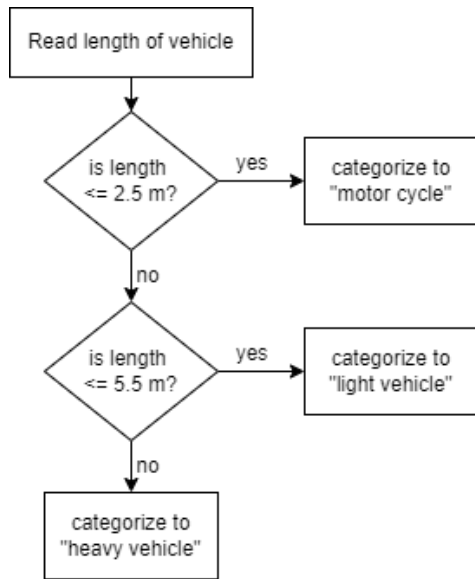 Read length of vehicle
is length
<= 2.5 m?
yes
categorize to
"motor cycle"
no
is length
<= 5.5 m?
yes
categorize to
"light vehicle"
no
categorize to
"heavy vehicle"